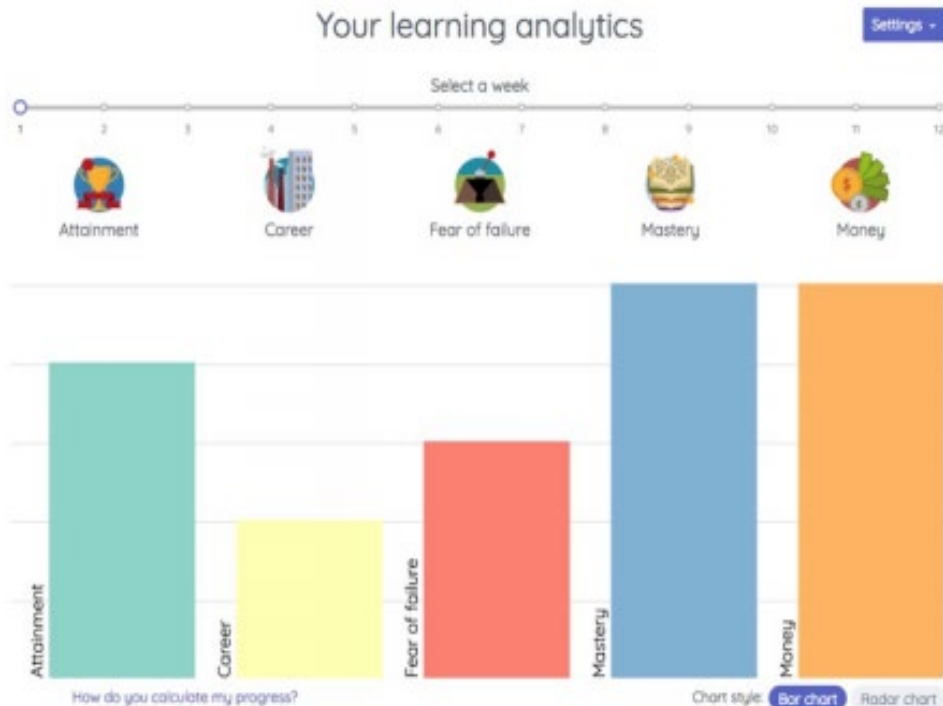 Your learning analytics
Settings
Select a week
1 2 3 4 5 6 7 8 9 10 11 12
Attainment Career Fear of failure Mastery Money
Attainment
Career
Fear of failure
Mastery
Money
How do you calculate my progress?
Chart style: Bar chart Radar chart